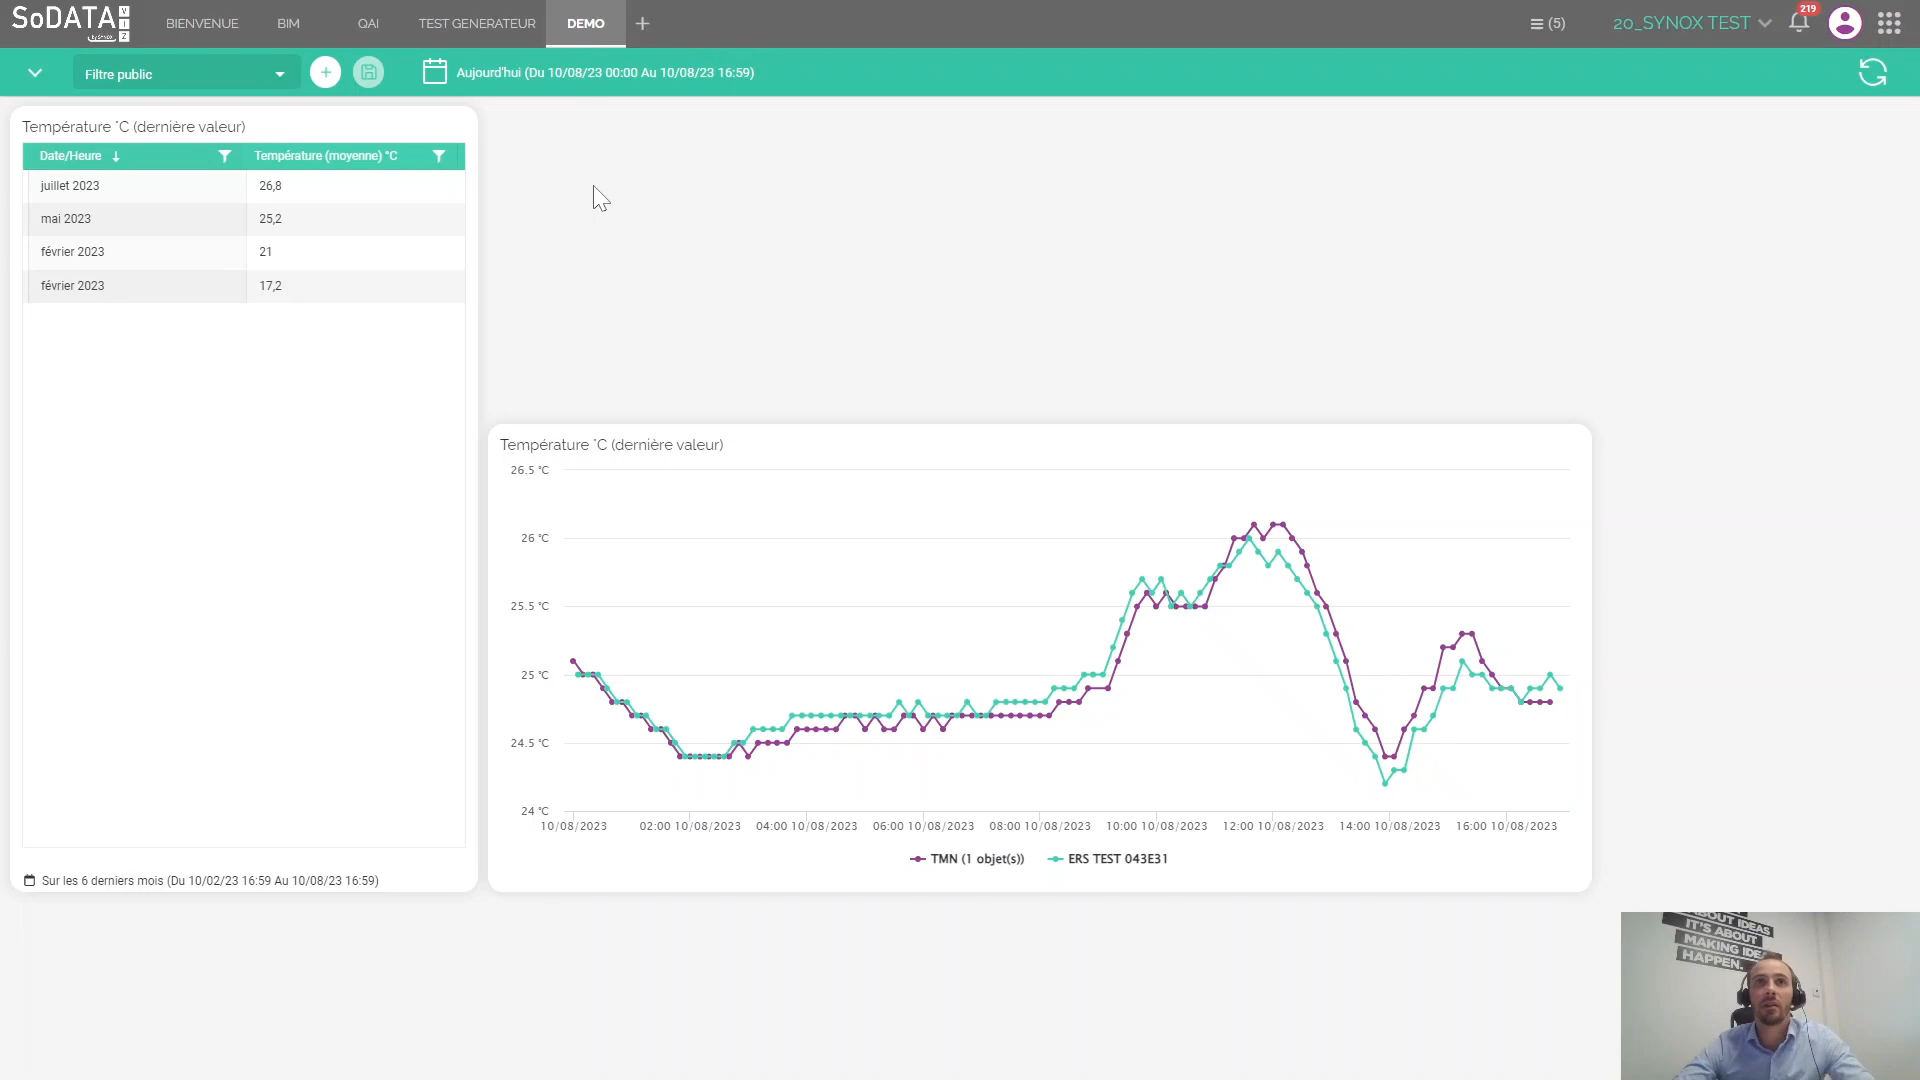 SoDATA VIZ
by SYNOX
BIENVENUE
BIM
QAI
TEST GENERATEUR
DEMO
(5)
20_SYNOX TEST
219
Filtre public
Aujourd'hui (Du 10/08/23 00:00 Au 10/08/23 16:59)
Température °C (dernière valeur)
Date/Heure Température (moyenne) °C
juillet 2023 26,8
mai 2023 25,2
février 2023 21
février 2023 17,2
Sur les 6 derniers mois (Du 10/02/23 16:59 Au 10/08/23 16:59)
Température °C (dernière valeur)
26.5 °C
26 °C
25.5 °C
25 °C
24.5 °C
24 °C
10/08/2023 02:00 10/08/2023 04:00 10/08/2023 06:00 10/08/2023 08:00 10/08/2023 10:00 10/08/2023 12:00 10/08/2023 14:00 10/08/2023 16:00 10/08/2023
TMN (1 objet(s)) ERS TEST 043E31
ABOUT IDEAS
IT'S ABOUT
MAKING IDE
HAPPEN.